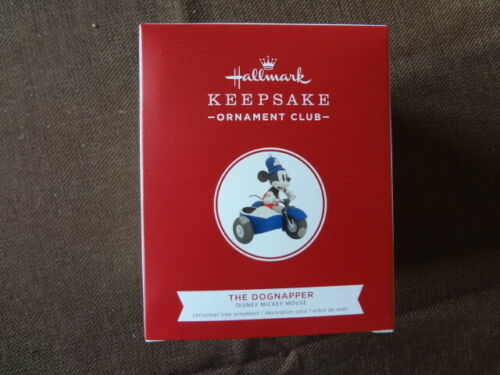 Hallmark
KEEPSAKE
ORNAMENT CLUB
THE DOGNAPPER
DISNEY MICKEY MOUSE
christmas tree ornament / décoration pour l'arbre de noël